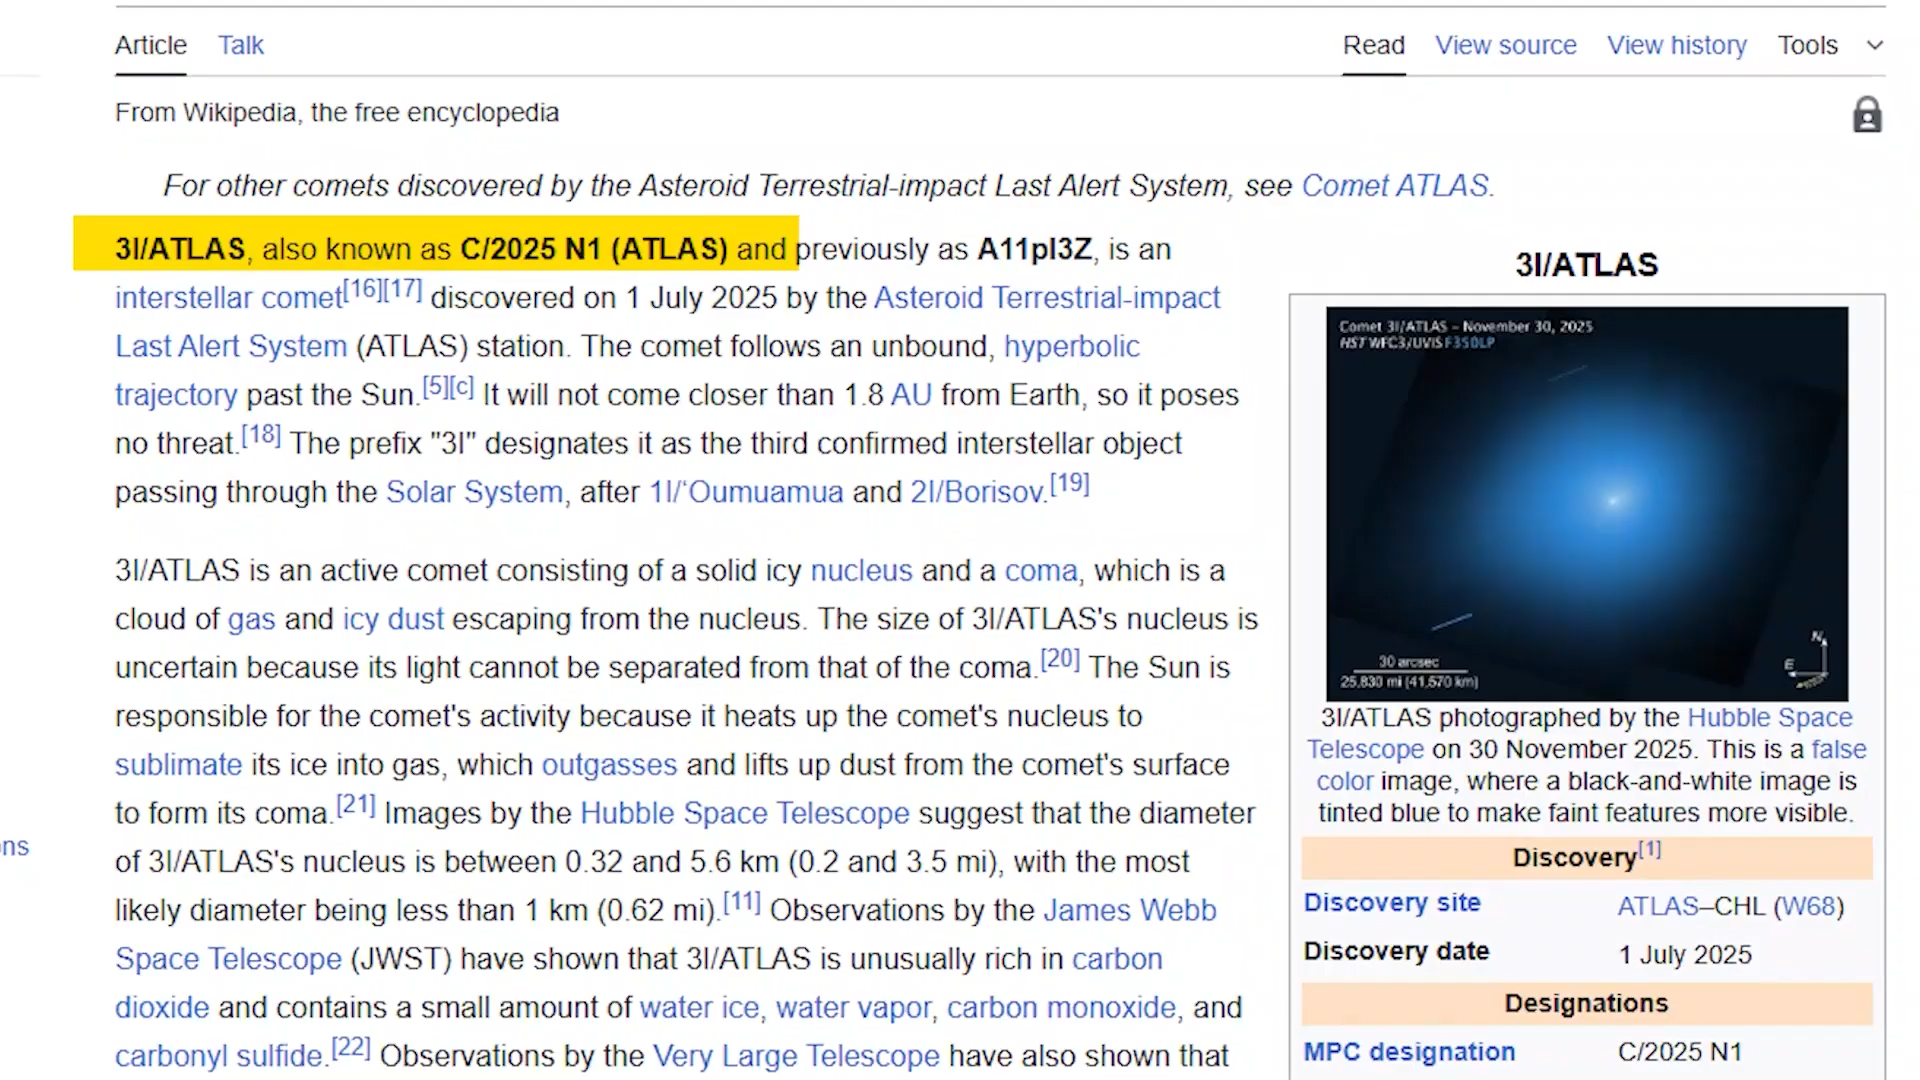 Article Talk Read View source View history Tools
From Wikipedia, the free encyclopedia
For other comets discovered by the Asteroid Terrestrial-impact Last Alert System, see Comet ATLAS.
3I/ATLAS, also known as C/2025 N1 (ATLAS) and previously as A11pl3Z, is an
interstellar comet[16][17] discovered on 1 July 2025 by the Asteroid Terrestrial-impact
Last Alert System (ATLAS) station. The comet follows an unbound, hyperbolic
trajectory past the Sun.[5][c] It will not come closer than 1.8 AU from Earth, so it poses
no threat.[18] The prefix "3I" designates it as the third confirmed interstellar object
passing through the Solar System, after 1I/ʻOumuamua and 2I/Borisov.[19]
3I/ATLAS is an active comet consisting of a solid icy nucleus and a coma, which is a
cloud of gas and icy dust escaping from the nucleus. The size of 3I/ATLAS's nucleus is
uncertain because its light cannot be separated from that of the coma.[20] The Sun is
responsible for the comet's activity because it heats up the comet's nucleus to
sublimate its ice into gas, which outgasses and lifts up dust from the comet's surface
to form its coma.[21] Images by the Hubble Space Telescope suggest that the diameter
of 3I/ATLAS's nucleus is between 0.32 and 5.6 km (0.2 and 3.5 mi), with the most
likely diameter being less than 1 km (0.62 mi).[11] Observations by the James Webb
Space Telescope (JWST) have shown that 3I/ATLAS is unusually rich in carbon
dioxide and contains a small amount of water ice, water vapor, carbon monoxide, and
carbonyl sulfide.[22] Observations by the Very Large Telescope have also shown that
ons
3I/ATLAS
Comet 3I/ATLAS – November 30, 2025
HST WFC3/UVIS F350LP
N
E
30 arcsec
25,830 mi (41,570 km)
3I/ATLAS photographed by the Hubble Space
Telescope on 30 November 2025. This is a false
color image, where a black-and-white image is
tinted blue to make faint features more visible.
Discovery[1]
Discovery site ATLAS–CHL (W68)
Discovery date 1 July 2025
Designations
MPC designation C/2025 N1